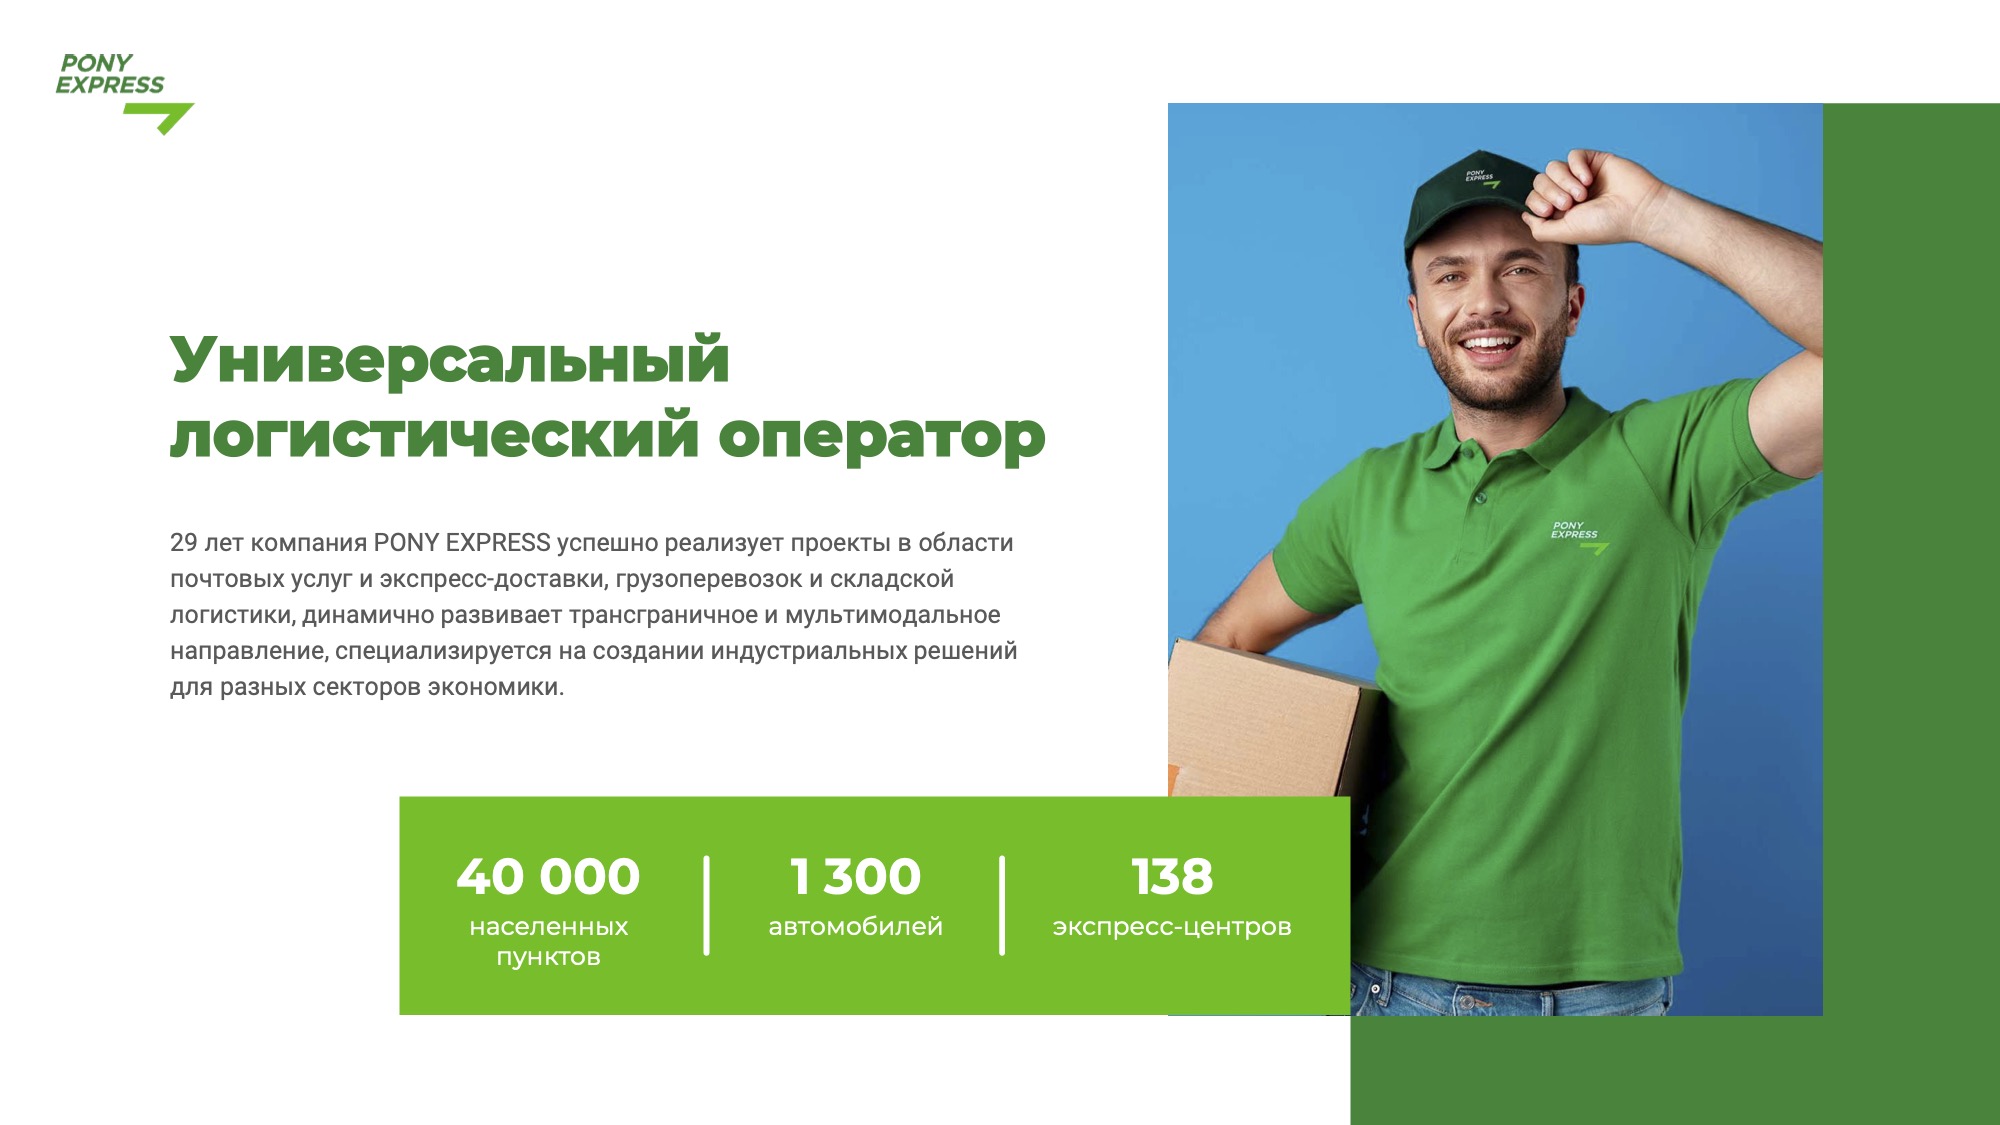 PONY
EXPRESS
PONY
EXPRESS
Универсальный
логистический оператор
29 лет компания PONY EXPRESS успешно реализует проекты в области
почтовых услуг и экспресс-доставки, грузоперевозок и складской
логистики, динамично развивает трансграничное и мультимодальное
направление, специализируется на создании индустриальных решений
для разных секторов экономики.
PONY
EXPRESS
40 000
населенных
пунктов
1 300
автомобилей
138
экспресс-центров